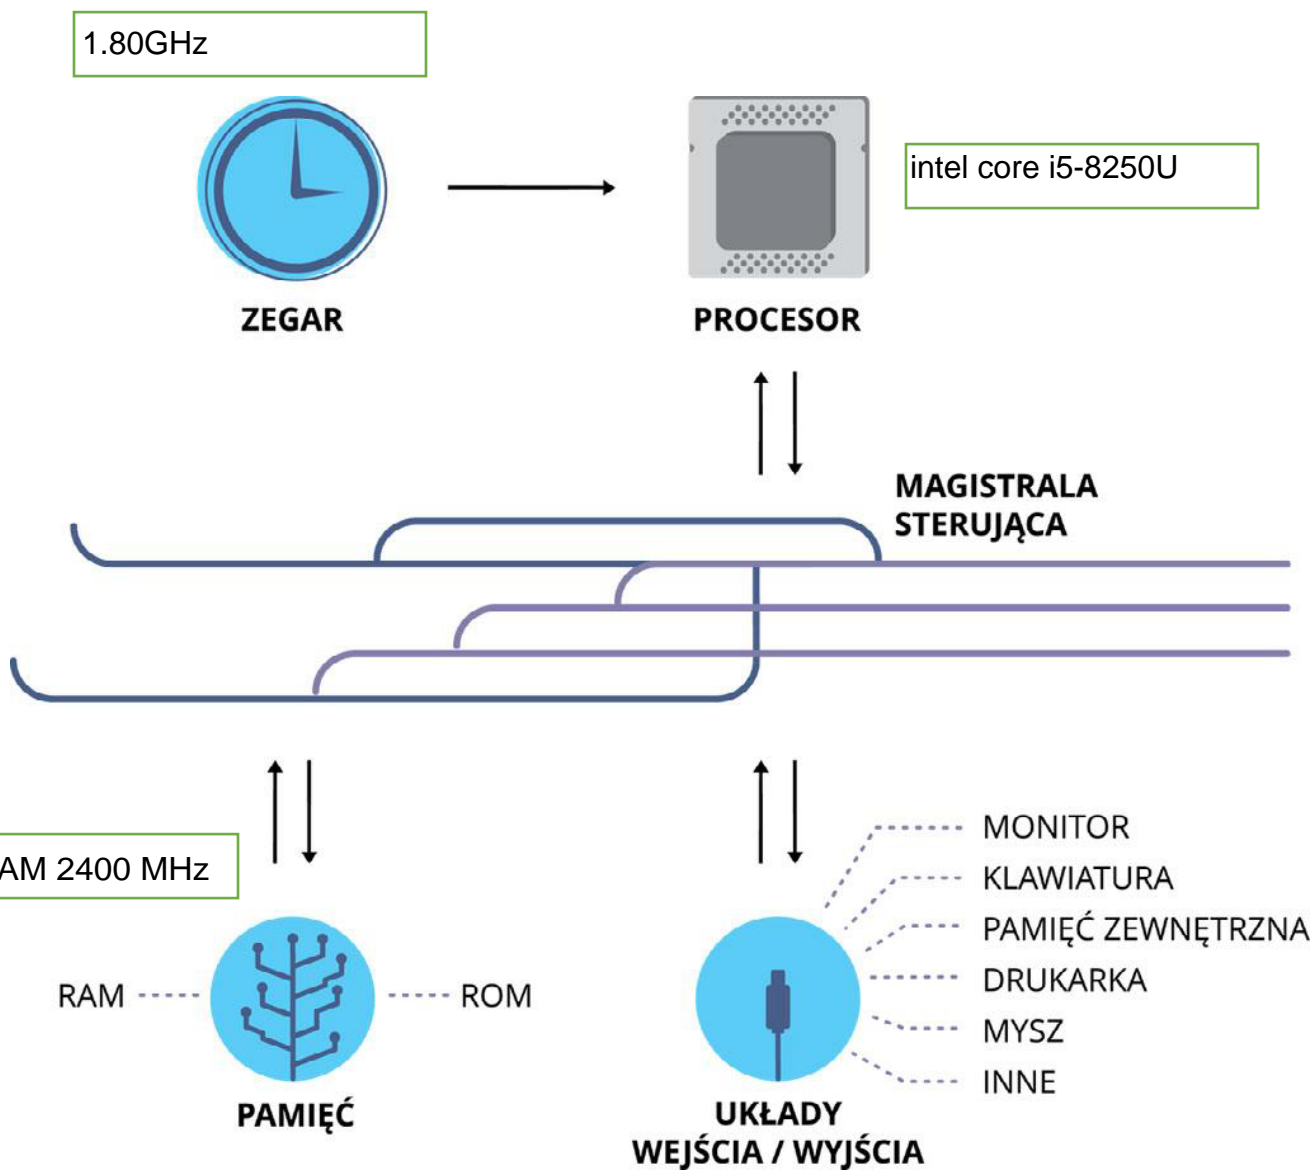 1.80GHz
intel core i5-8250U
ZEGAR
PROCESOR
MAGISTRALA
STERUJĄCA
AM 2400 MHz
RAM
ROM
PAMIĘĆ
MONITOR
KLAWIATURA
PAMIĘĆ ZEWNĘTRZNA
DRUKARKA
MYSZ
INNE
UKŁADY
WEJŚCIA / WYJŚCIA